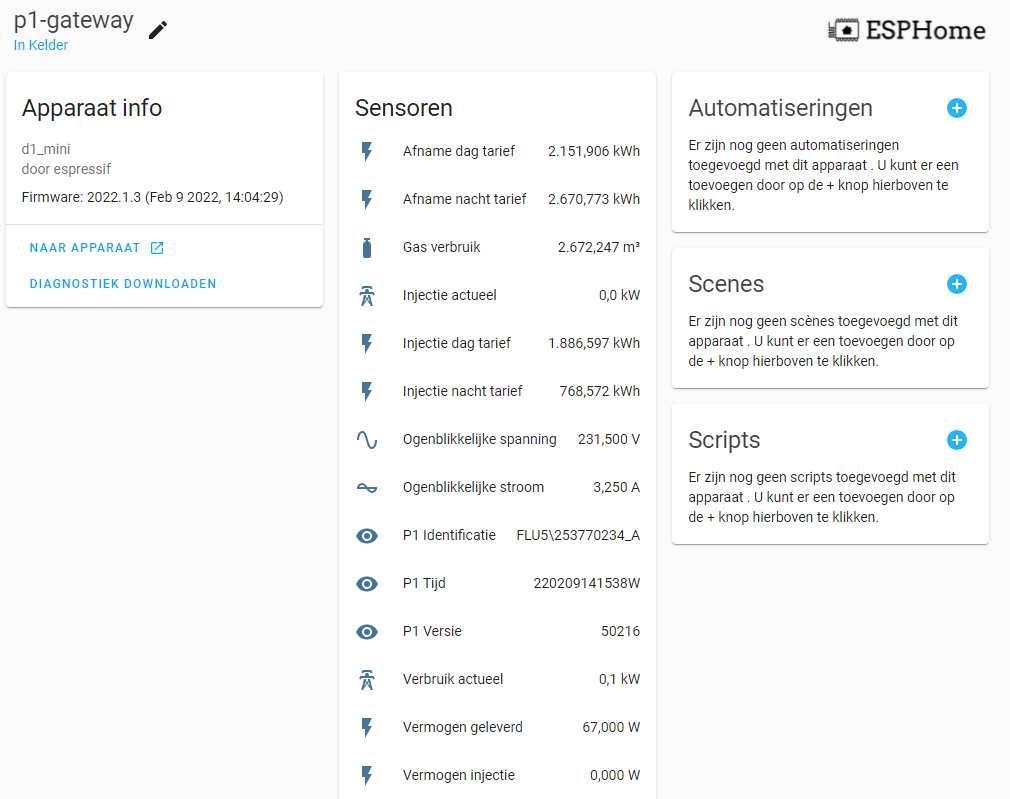 p1-gateway
In Kelder
ESPHome
Apparaat info
d1_mini
door espressif
Firmware: 2022.1.3 (Feb 9 2022, 14:04:29)
NAAR APPARAAT
DIAGNOSTIEK DOWNLOADEN
Sensoren
Afname dag tarief 2.151,906 kWh
Afname nacht tarief 2.670,773 kWh
Gas verbruik 2.672,247 m³
Injectie actueel 0,0 kW
Injectie dag tarief 1.886,597 kWh
Injectie nacht tarief 768,572 kWh
Ogenblikkelijke spanning 231,500 V
Ogenblikkelijke stroom 3,250 A
P1 Identificatie FLU5\253770234_A
P1 Tijd 220209141538W
P1 Versie 50216
Verbruik actueel 0,1 kW
Vermogen geleverd 67,000 W
Vermogen injectie 0,000 W
Automatiseringen
Er zijn nog geen automatiseringen
toegevoegd met dit apparaat . U kunt er een
toevoegen door op de + knop hierboven te
klikken.
Scenes
Er zijn nog geen scènes toegevoegd met dit
apparaat . U kunt er een toevoegen door op
de + knop hierboven te klikken.
Scripts
Er zijn nog geen scripts toegevoegd met dit
apparaat . U kunt er een toevoegen door op
de + knop hierboven te klikken.